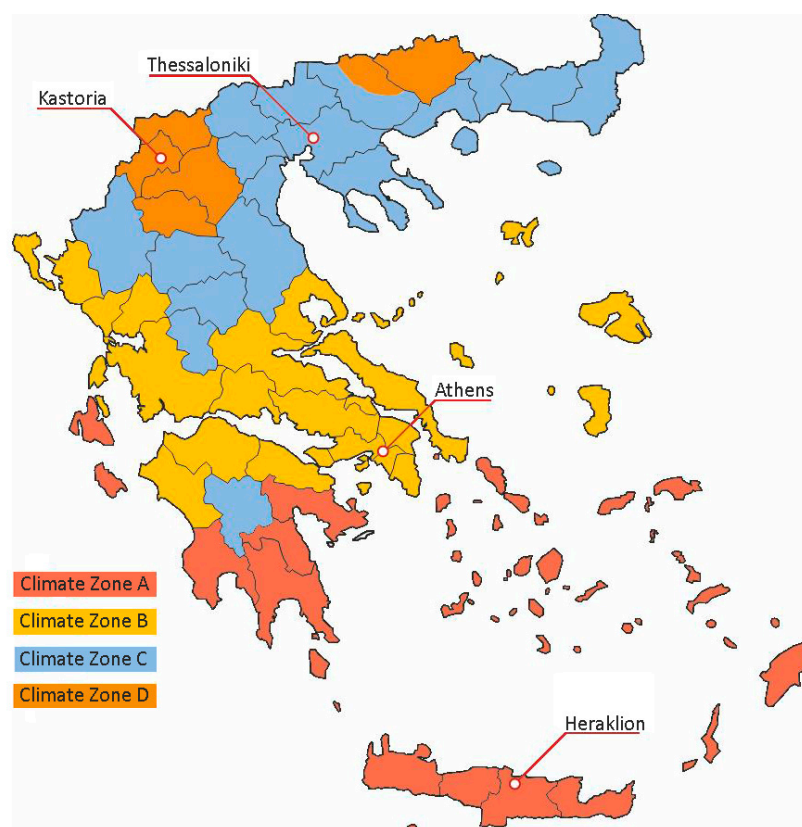 Thessaloniki
Kastoria
Athens
Climate Zone A
Climate Zone B
Climate Zone C
Climate Zone D
Heraklion